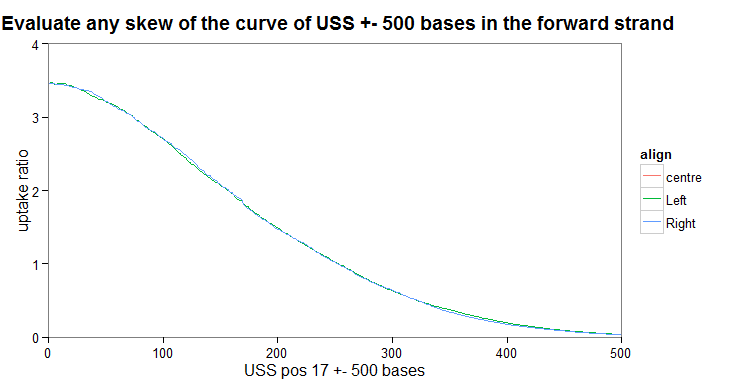 Evaluate any skew of the curve of USS +- 500 bases in the forward strand
4
3
2
1
0
uptake ratio
0 100 200 300 400 500
USS pos 17 +- 500 bases
align
centre
Left
Right